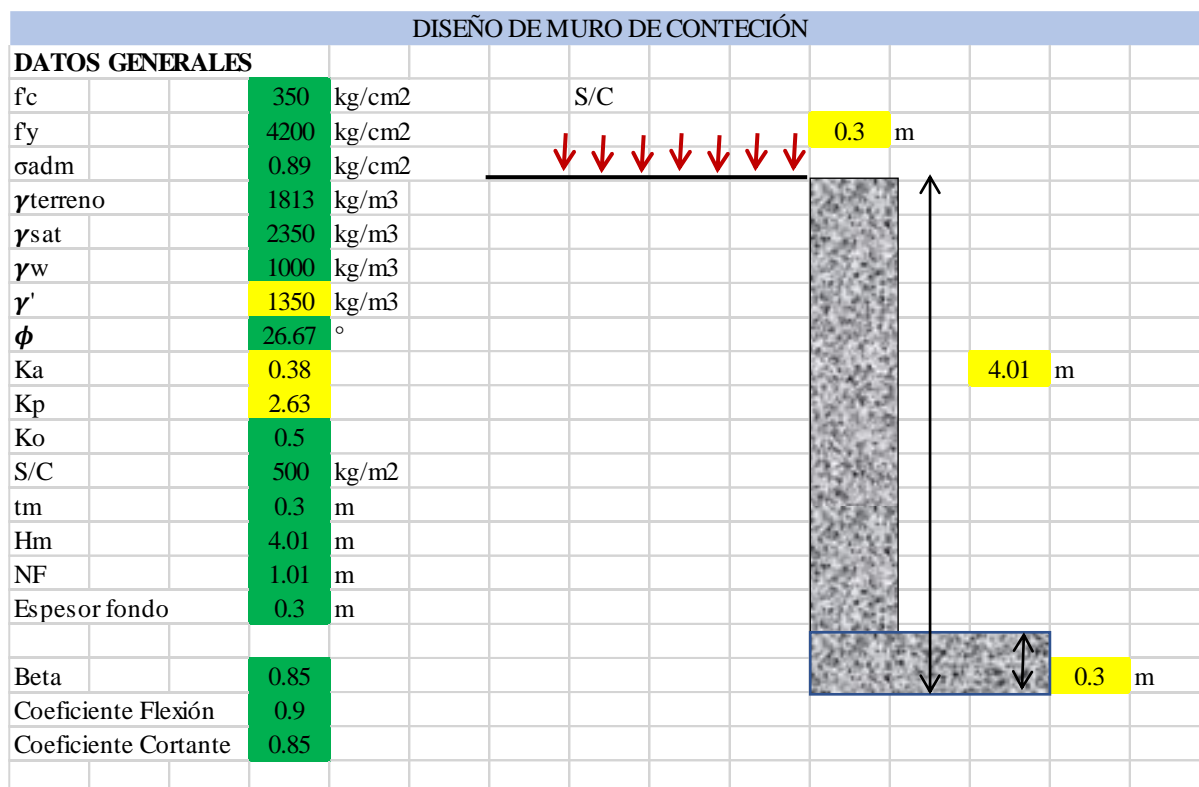 DISEÑO DE MURO DE CONTECIÓN
DATOS GENERALES
f'c 350 kg/cm2 S/C
f'y 4200 kg/cm2 0.3 m
σadm 0.89 kg/cm2
γterreno 1813 kg/m3
γsat 2350 kg/m3
γw 1000 kg/m3
γ' 1350 kg/m3
ϕ 26.67 °
Ka 0.38 4.01 m
Kp 2.63
Ko 0.5
S/C 500 kg/m2
tm 0.3 m
Hm 4.01 m
NF 1.01 m
Espesor fondo 0.3 m
Beta 0.85 0.3 m
Coeficiente Flexión 0.9
Coeficiente Cortante 0.85